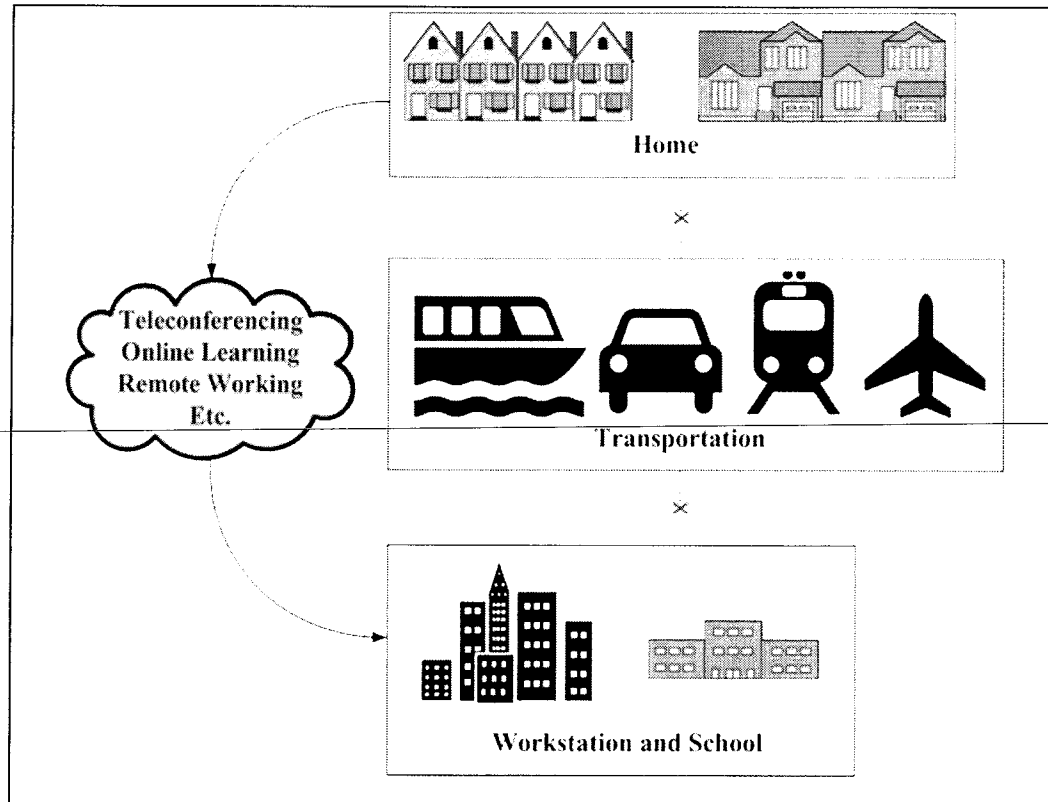 Home
Teleconferencing
Online Learning
Remote Working
Etc.
Transportation
Workstation and School